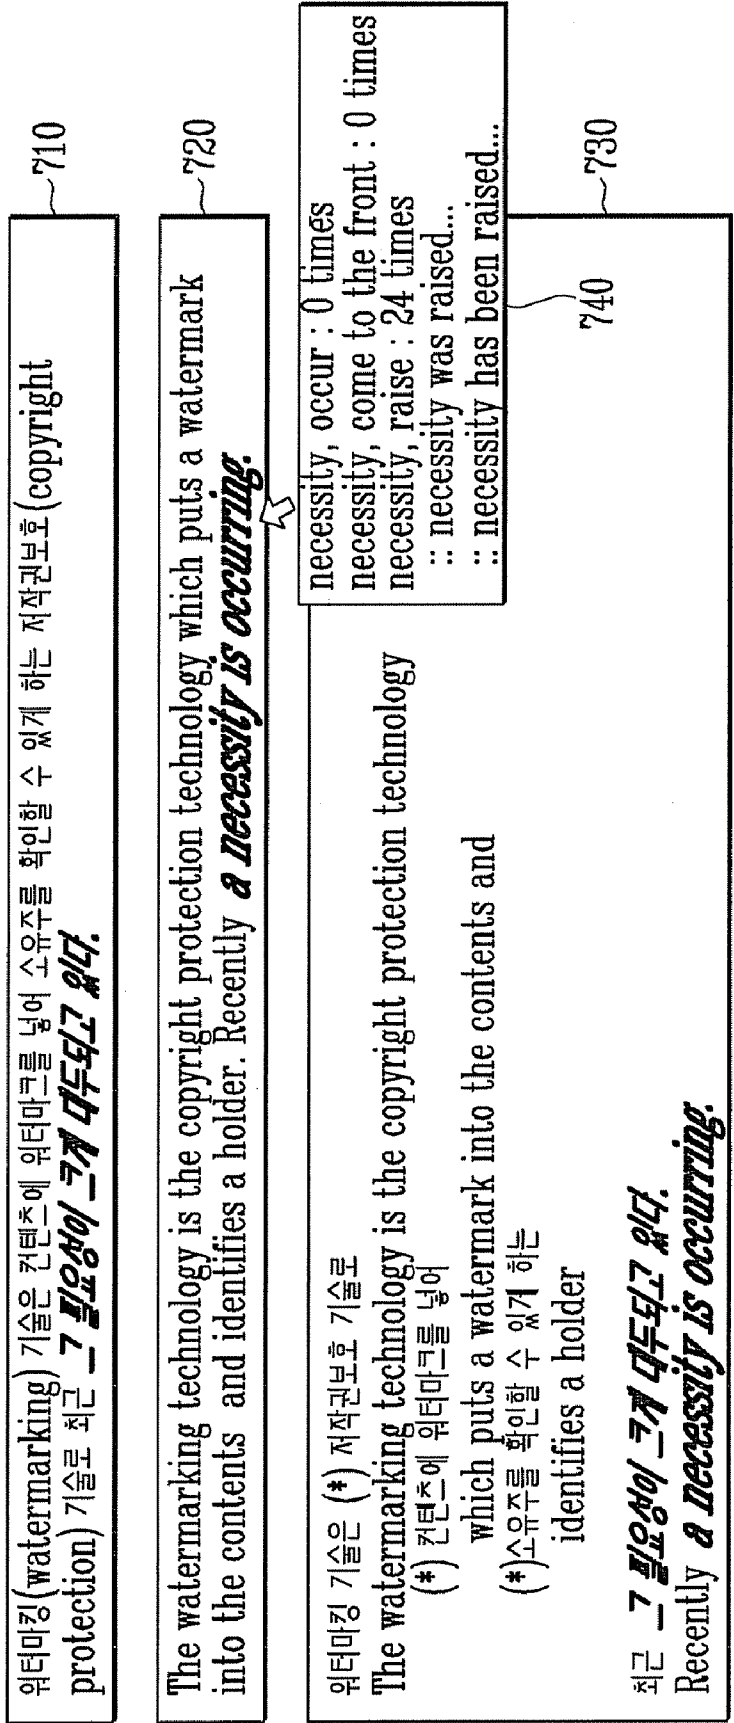 710
워터마킹(watermarking) 기술은 컨텐츠에 워터마크를 넣어 소유주를 확인할 수 있게 하는 저작권보호(copyright
protection) 기술로 최근 그 필요성이 크게 대두되고 있다.
720
The watermarking technology is the copyright protection technology which puts a watermark
into the contents and identifies a holder. Recently a necessity is occurring.
necessity, occur : 0 times
necessity, come to the front : 0 times
necessity, raise : 24 times
:: necessity was raised...
:: necessity has been raised...
740
730
워터마킹 기술은 (*) 저작권보호 기술로
The watermarking technology is the copyright protection technology
(*) 컨텐츠에 워터마크를 넣어
which puts a watermark into the contents and
(*)소유주를 확인할 수 있게 하는
identifies a holder
최근 그 필요성이 크게 대두되고 있다.
Recently a necessity is occurring.